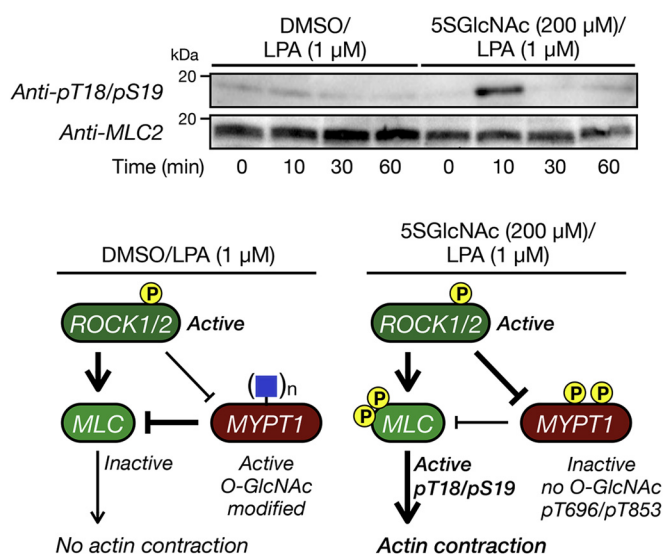 DMSO/
LPA (1 µM)
5SGlcNAc (200 µM)/
LPA (1 µM)
kDa
20
Anti-pT18/pS19
20
Anti-MLC2
Time (min) 0 10 30 60 0 10 30 60
DMSO/LPA (1 µM)
5SGlcNAc (200 µM)/
LPA (1 µM)
P
ROCK1/2 Active
( )n
MLC
MYPT1
Inactive
Active
O-GlcNAc
modified
No actin contraction
P
ROCK1/2 Active
P P
P
P
MLC
MYPT1
Active
pT18/pS19
Inactive
no O-GlcNAc
pT696/pT853
Actin contraction